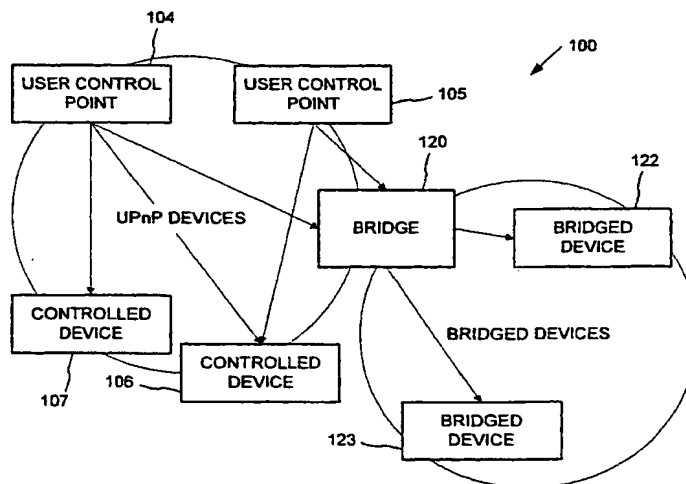 104
100
USER CONTROL
POINT
USER CONTROL
POINT
105
120
122
UPnP DEVICES
BRIDGE
BRIDGED
DEVICE
CONTROLLED
DEVICE
CONTROLLED
DEVICE
BRIDGED DEVICES
107
106
BRIDGED
DEVICE
123